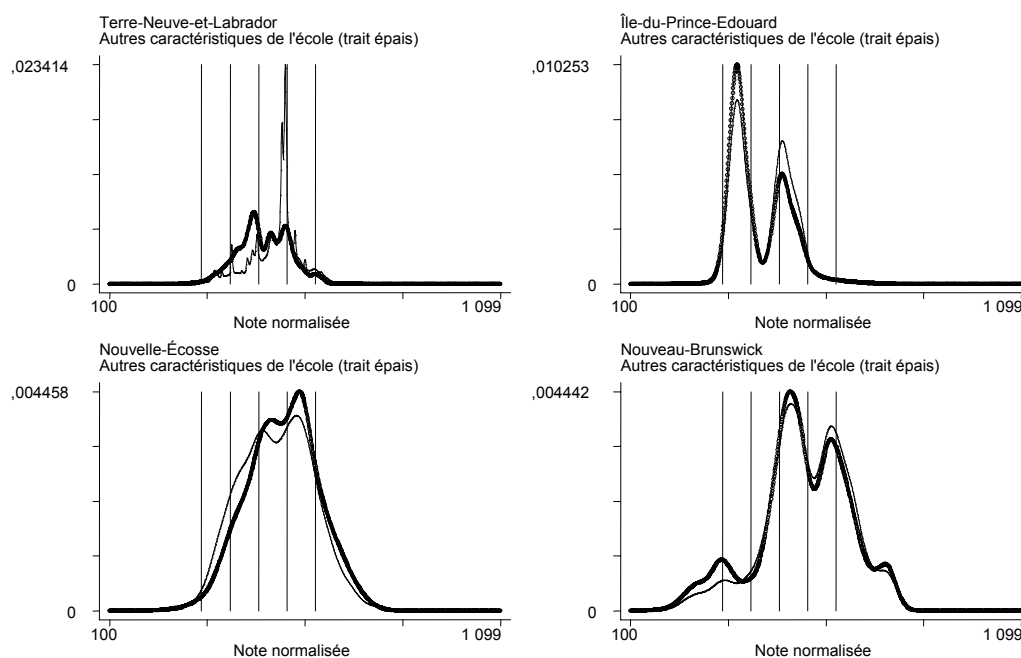 Terre-Neuve-et-Labrador
Autres caractéristiques de l'école (trait épais)
,023414
0
100
1 099
Note normalisée
Île-du-Prince-Edouard
Autres caractéristiques de l'école (trait épais)
,010253
0
100
1 099
Note normalisée
Nouvelle-Écosse
Autres caractéristiques de l'école (trait épais)
,004458
0
100
1 099
Note normalisée
Nouveau-Brunswick
Autres caractéristiques de l'école (trait épais)
,004442
0
100
1 099
Note normalisée